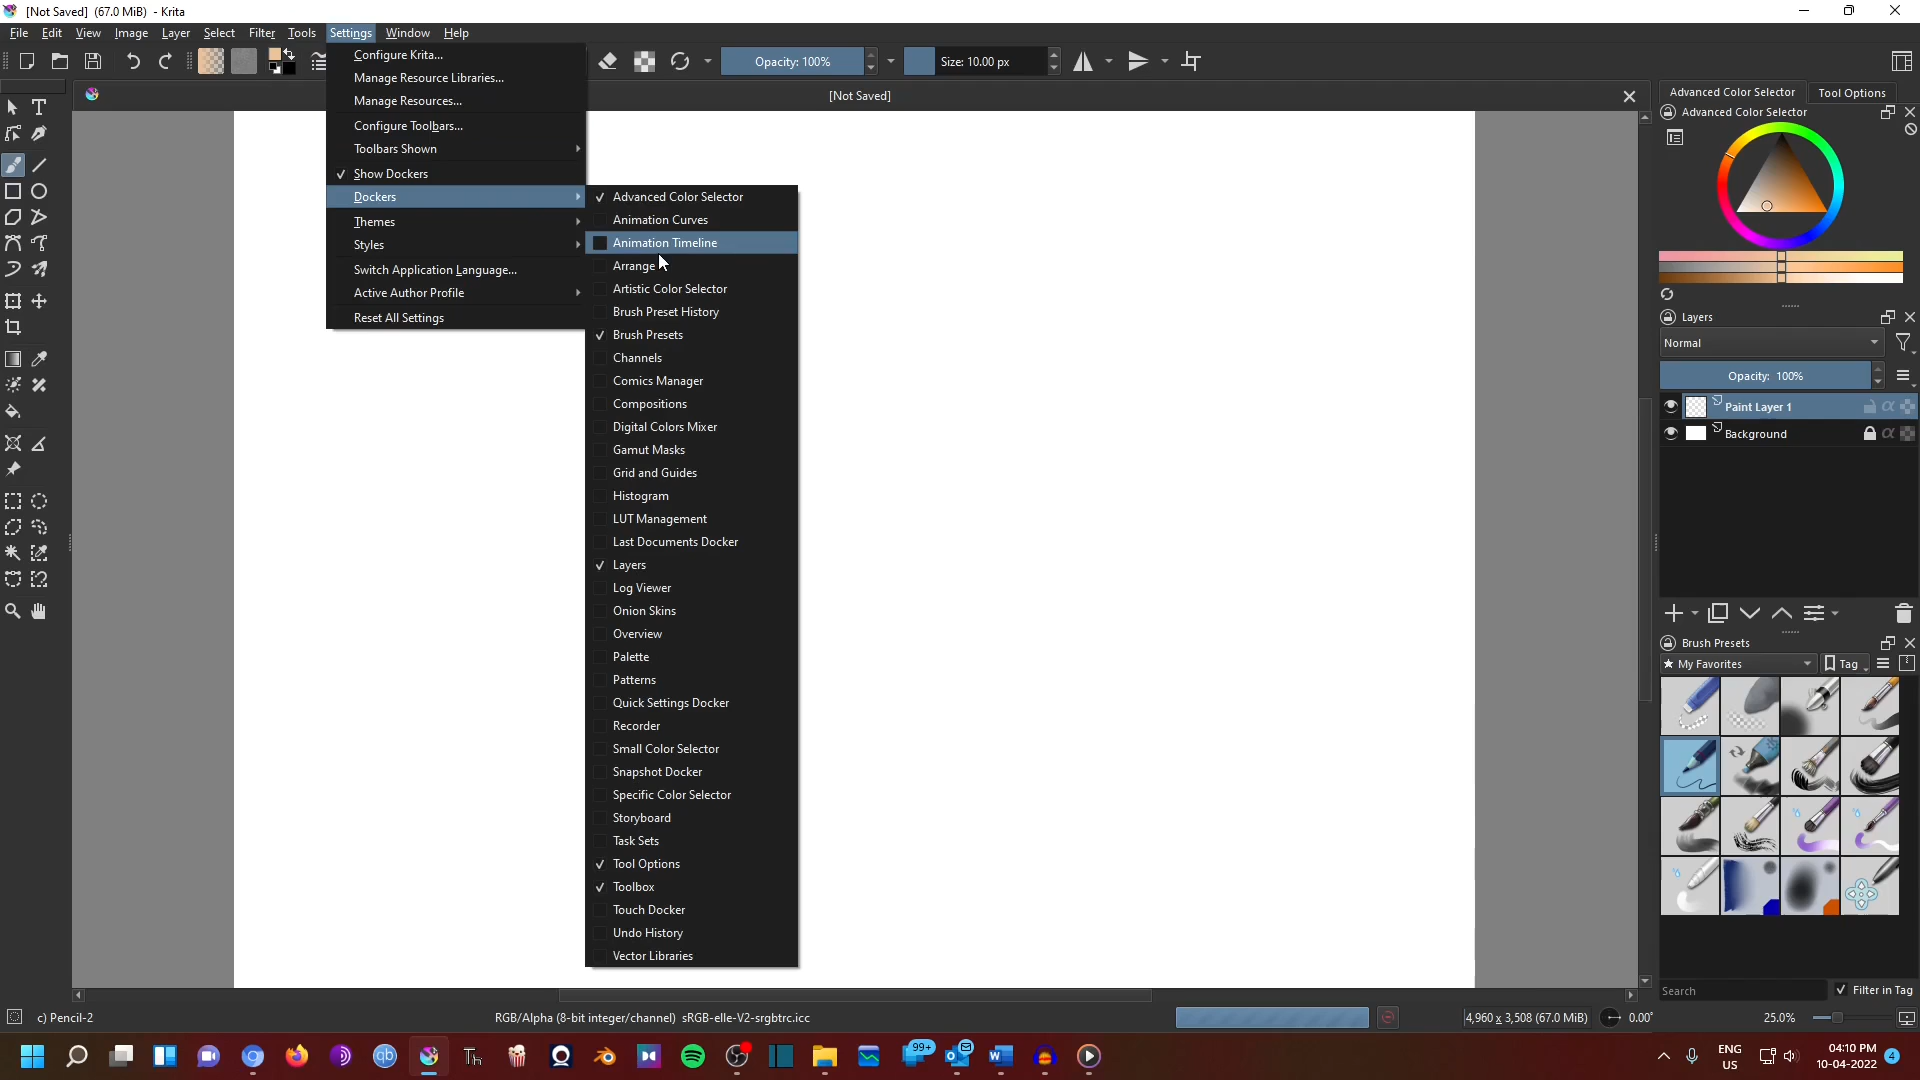 [Not Saved] (67.0 MiB) - Krita
File Edit View Image Layer Select Filter Tools Settings Window Help
Opacity: 100% Size: 10.00 px
[Not Saved]
Configure Krita...
Manage Resource Libraries...
Manage Resources...
Configure Toolbars...
Toolbars Shown
Show Dockers
Dockers
Themes
Styles
Switch Application Language...
Active Author Profile
Reset All Settings
Advanced Color Selector
Animation Curves
Animation Timeline
Arrange
Artistic Color Selector
Brush Preset History
Brush Presets
Channels
Comics Manager
Compositions
Digital Colors Mixer
Gamut Masks
Grid and Guides
Histogram
LUT Management
Last Documents Docker
Layers
Log Viewer
Onion Skins
Overview
Palette
Patterns
Quick Settings Docker
Recorder
Small Color Selector
Snapshot Docker
Specific Color Selector
Storyboard
Task Sets
Tool Options
Toolbox
Touch Docker
Undo History
Vector Libraries
Advanced Color Selector Tool Options
Advanced Color Selector
Layers
Normal
Opacity: 100%
Paint Layer 1
Background
Brush Presets
My Favorites Tag
Search Filter in Tag
c) Pencil-2 RGB/Alpha (8-bit integer/channel) sRGB-elle-V2-srgbtrc.icc 4,960 x 3,508 (67.0 MiB) 0.00° 25.0%
99+
ENG
US
04:10 PM
10-04-2022
4